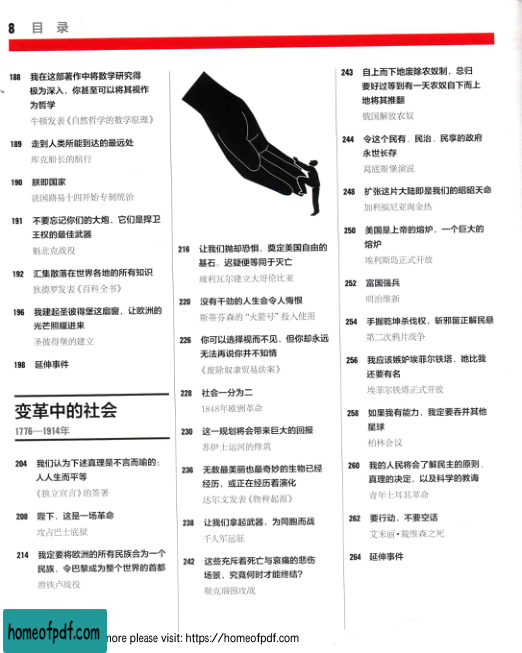 8 目 录
188 我在这部著作中将数学研究得
极为深入，你甚至可以将其视作
为哲学
牛顿发表《自然哲学的数学原理》
189 走到人类所能到达的最远处
库克船长的航行
190 朕即国家
法国路易十四开始专制统治
191 不要忘记你们的大炮，它们是捍卫
王权的最佳武器
魁北克战役
192 汇集散落在世界各地的所有知识
狄德罗发表《百科全书》
196 我建起圣彼得堡这扇窗，让欧洲的
光芒照耀进来
圣彼得堡的建立
198 延伸事件
变革中的社会
1776—1914年
204 我们认为下述真理是不言而喻的：
人人生而平等
《独立宣言》的签署
208 陛下，这是一场革命
攻占巴士底狱
214 我定要将欧洲的所有民族合为一个
民族，令巴黎成为整个世界的首都
滑铁卢战役
216 让我们抛却恐惧，奠定美国自由的
基石，迟疑便等同于灭亡
玻利瓦尔建立大哥伦比亚
220 没有干劲的人生会令人悔恨
斯蒂芬森的“火箭号”投入使用
226 你可以选择视而不见，但你却永远
无法再说你并不知情
《废除奴隶贸易法案》
228 社会一分为二
1848年欧洲革命
230 这一规划将会带来巨大的回报
苏伊士运河的修筑
236 无数最美丽也最奇妙的生物已经
经历，或正在经历着演化
达尔文发表《物种起源》
238 让我们拿起武器，为同胞而战
千人军远征
242 这些充斥着死亡与哀痛的悲伤
场景，究竟何时才能终结？
勒克瑙围攻战
243 自上而下地废除农奴制，总归
要好过等到有一天农奴自下而上
地将其推翻
俄国解放农奴
244 令这个民有、民治、民享的政府
永世长存
葛底斯堡演说
248 扩张这片大陆即是我们的昭昭天命
加利福尼亚淘金热
250 美国是上帝的熔炉，一个巨大的
熔炉
埃利斯岛正式开放
252 富国强兵
明治维新
254 手握乾坤杀伐权，斩邪留正解民悬
第二次鸦片战争
256 我应该嫉妒埃菲尔铁塔，她比我
还要有名
埃菲尔铁塔正式开放
258 如果我有能力，我定要吞并其他
星球
柏林会议
260 我的人民将会了解民主的原则、
真理的决定，以及科学的教诲
青年土耳其革命
262 要行动，不要空话
艾米丽·戴维森之死
264 延伸事件
homeofpdf.com
more please visit: https://homeofpdf.com